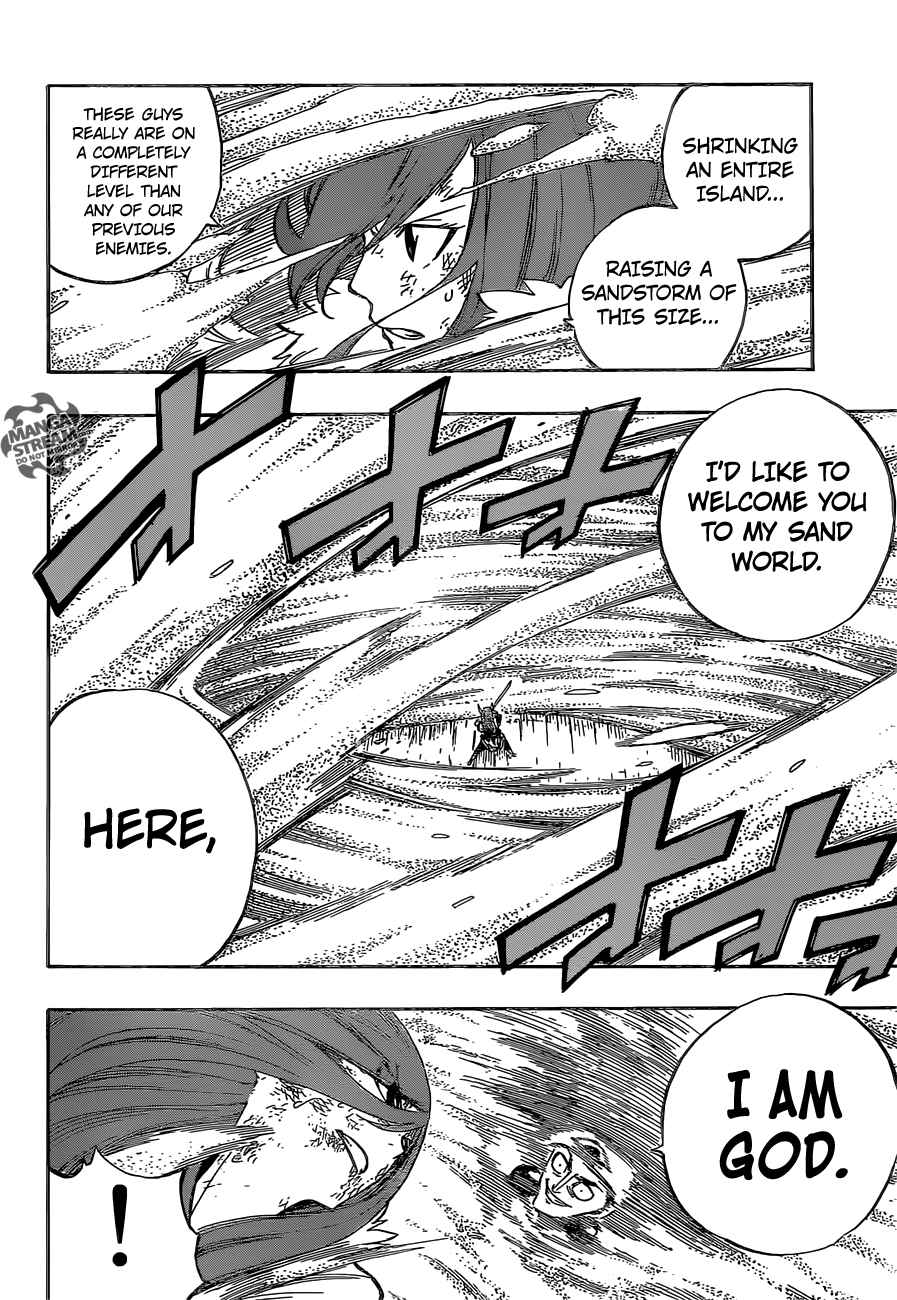 SHRINKING
AN ENTIRE
ISLAND...
RAISING A
SANDSTORM OF
THIS SIZE...
THESE GUYS
REALLY ARE ON
A COMPLETELY
DIFFERENT
LEVEL THAN
ANY OF OUR
PREVIOUS
ENEMIES.
MANGA
STREAM
I'D LIKE TO
WELCOME YOU
TO MY SAND
WORLD.
オオオ
HERE,
オオオ
I AM
GOD.
!